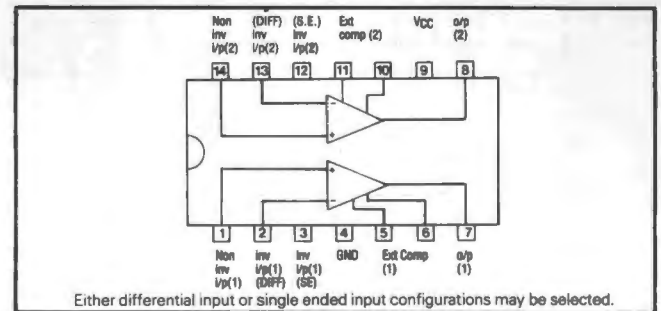 Non (DIFF) (S.E.) Ext VCC o/p
inv inv inv comp (2) (2)
i/p(2) i/p(2) i/p(2)
14 13 12 11 10 9 8
- +
+ -
1 2 3 4 5 6 7
Non inv inv GND Ext Comp o/p
inv i/p(1) i/p(1) (1) (1)
i/p(1) (DIFF) (SE)
Either differential input or single ended input configurations may be selected.